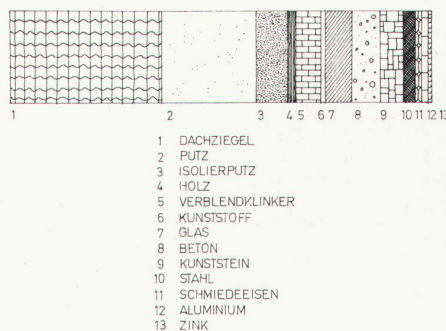 1 2 3 4 5 6 7 8 9 10 11 12 13
1 DACHZIEGEL
2 PUTZ
3 ISOLIERPUTZ
4 HOLZ
5 VERBLENDKLINKER
6 KUNSTSTOFF
7 GLAS
8 BETON
9 KUNSTSTEIN
10 STAHL
11 SCHMIEDEEISEN
12 ALUMINIUM
13 ZINK